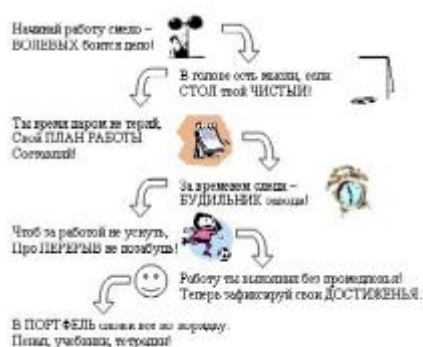 Начинай работу смело –
ВОЛЕВЫХ боится дело!
В голове есть мысли, если
СТОЛ твой ЧИСТЫЙ!
Ты время даром не теряй,
Свой ПЛАН РАБОТЫ
Составляй!
За временем следи –
БУДИЛЬНИК заводи!
Чтоб за работой не уснуть,
Про ПЕРЕРЫВ не позабудь!
Работу ты выполнил без промедленья!
Теперь зафиксируй свои ДОСТИЖЕНЬЯ.
В ПОРТФЕЛЬ сложи все по порядку:
Пенал, учебники, тетрадки!